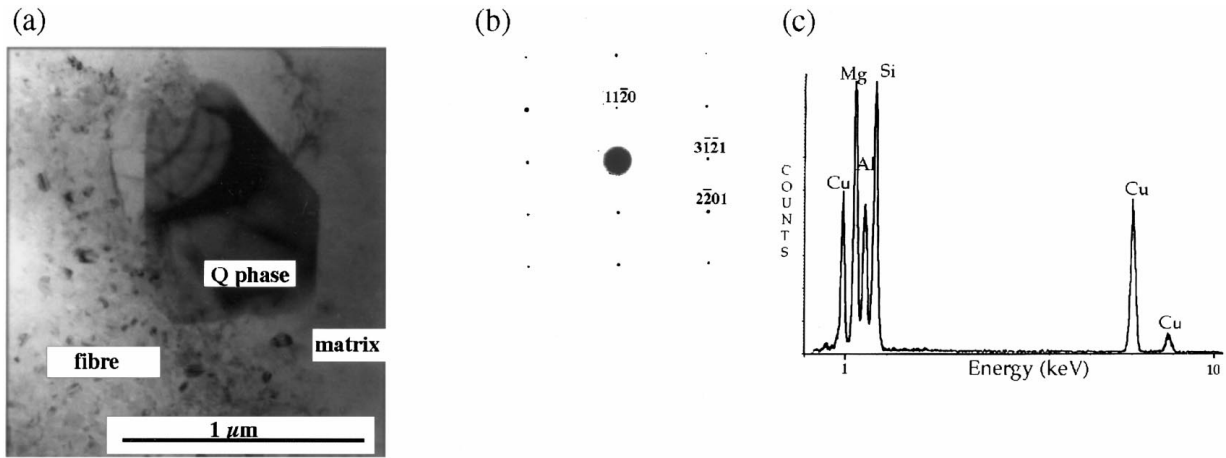 (a)
(b)
(c)
Q phase
fibre
matrix
1 μm
112̅0
31̅2̅1
22̅01
COUNTS
Cu
Mg
Al
Si
Cu
Cu
1
Energy (keV)
10